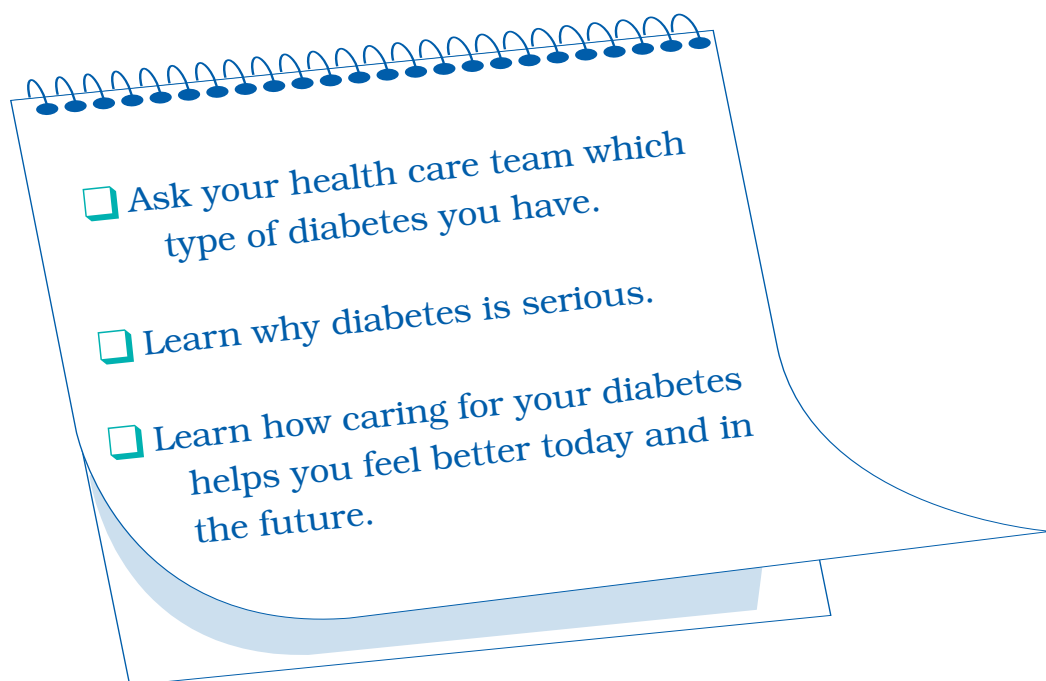 Ask your health care team which
type of diabetes you have.
Learn why diabetes is serious.
Learn how caring for your diabetes
helps you feel better today and in
the future.